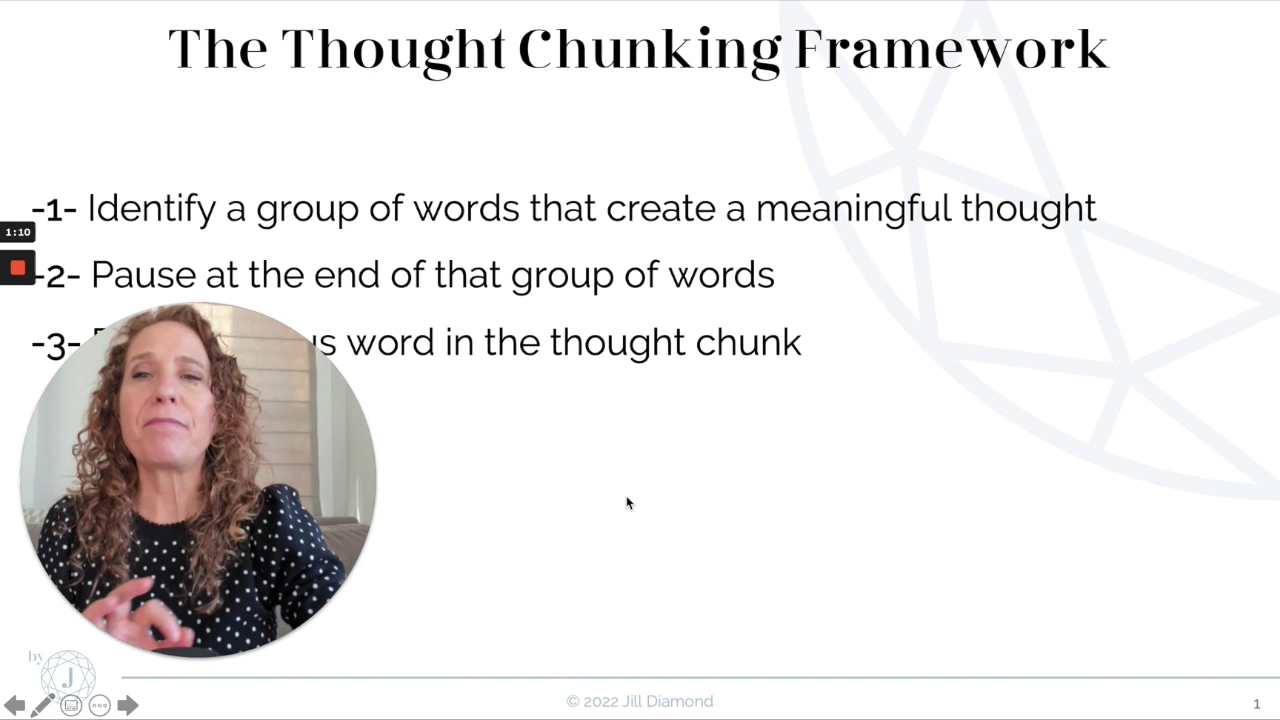 The Thought Chunking Framework
-1- Identify a group of words that create a meaningful thought
1:10
-2- Pause at the end of that group of words
-3- word in the thought chunk
by
J
© 2022 Jill Diamond
1